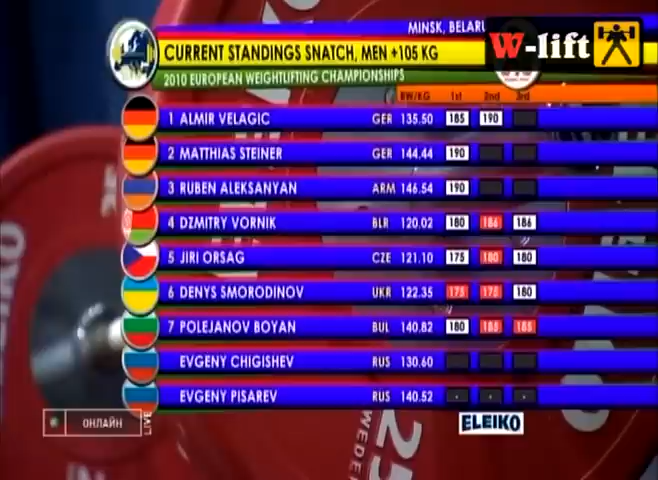 MINSK, BELARU
W-lift
CURRENT STANDINGS SNATCH, MEN +105 KG
2010 EUROPEAN WEIGHTLIFTING CHAMPIONSHIPS
BW/KG 1st 2nd 3rd
1 ALMIR VELAGIC GER 135.50 185 190
2 MATTHIAS STEINER GER 144.44 190
3 RUBEN ALEKSANYAN ARM 146.54 190
4 DZMITRY VORNIK BLR 120.02 180 186 186
5 JIRI ORSAG CZE 121.10 175 180 180
6 DENYS SMORODINOV UKR 122.35 175 175 180
7 POLEJANOV BOYAN BUL 140.82 180 185 185
EVGENY CHIGISHEV RUS 130.60
EVGENY PISAREV RUS 140.52 - - -
ОНЛАЙН LIVE
ELEIKO
25
WEDEN